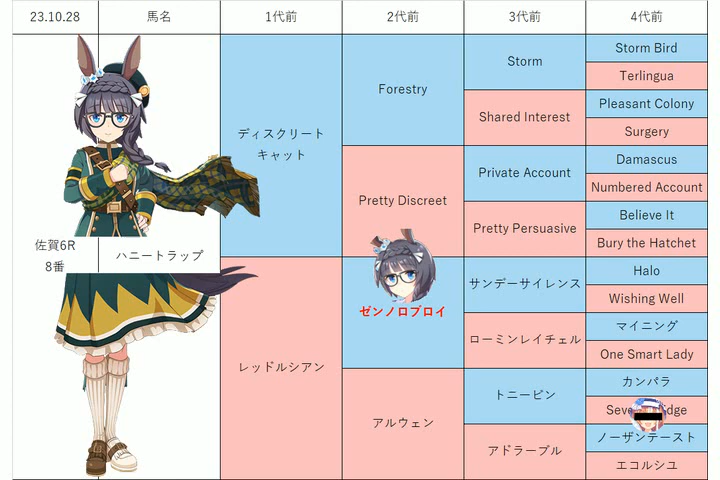 23.10.28
馬名
1代前
2代前
3代前
4代前
佐賀6R
8番
ハニートラップ
ディスクリート
キャット
レッドルシアン
Forestry
Pretty Discreet
ゼンノロブロイ
アルウェン
Storm
Shared Interest
Private Account
Pretty Persuasive
サンデーサイレンス
ローミンレイチェル
トニービン
アドラーブル
Storm Bird
Terlingua
Pleasant Colony
Surgery
Damascus
Numbered Account
Believe It
Bury the Hatchet
Halo
Wishing Well
マイニング
One Smart Lady
カンパラ
ノーザンテースト
エコルシユ